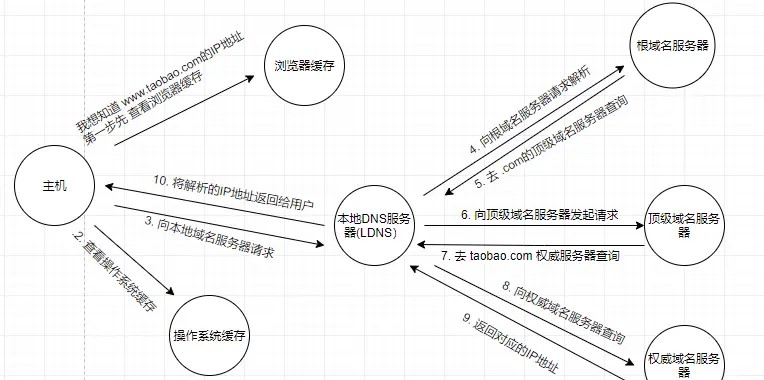 我想知道 www.taobao.com的IP地址
第一步先 查看浏览器缓存
浏览器缓存
根域名服务器
4. 向根域名服务器请求解析
5. 去 .com的顶级域名服务器查询
主机
10. 将解析的IP地址返回给用户
3. 向本地域名服务器请求
本地DNS服务
器(LDNS)
6. 向顶级域名服务器发起请求
顶级域名服务
器
7. 去 taobao.com 权威服务器查询
.2. 查看操作系统缓存
操作系统缓存
8. 向权威域名服务器查询
9. 返回对应的IP地址
权威域名服务
器